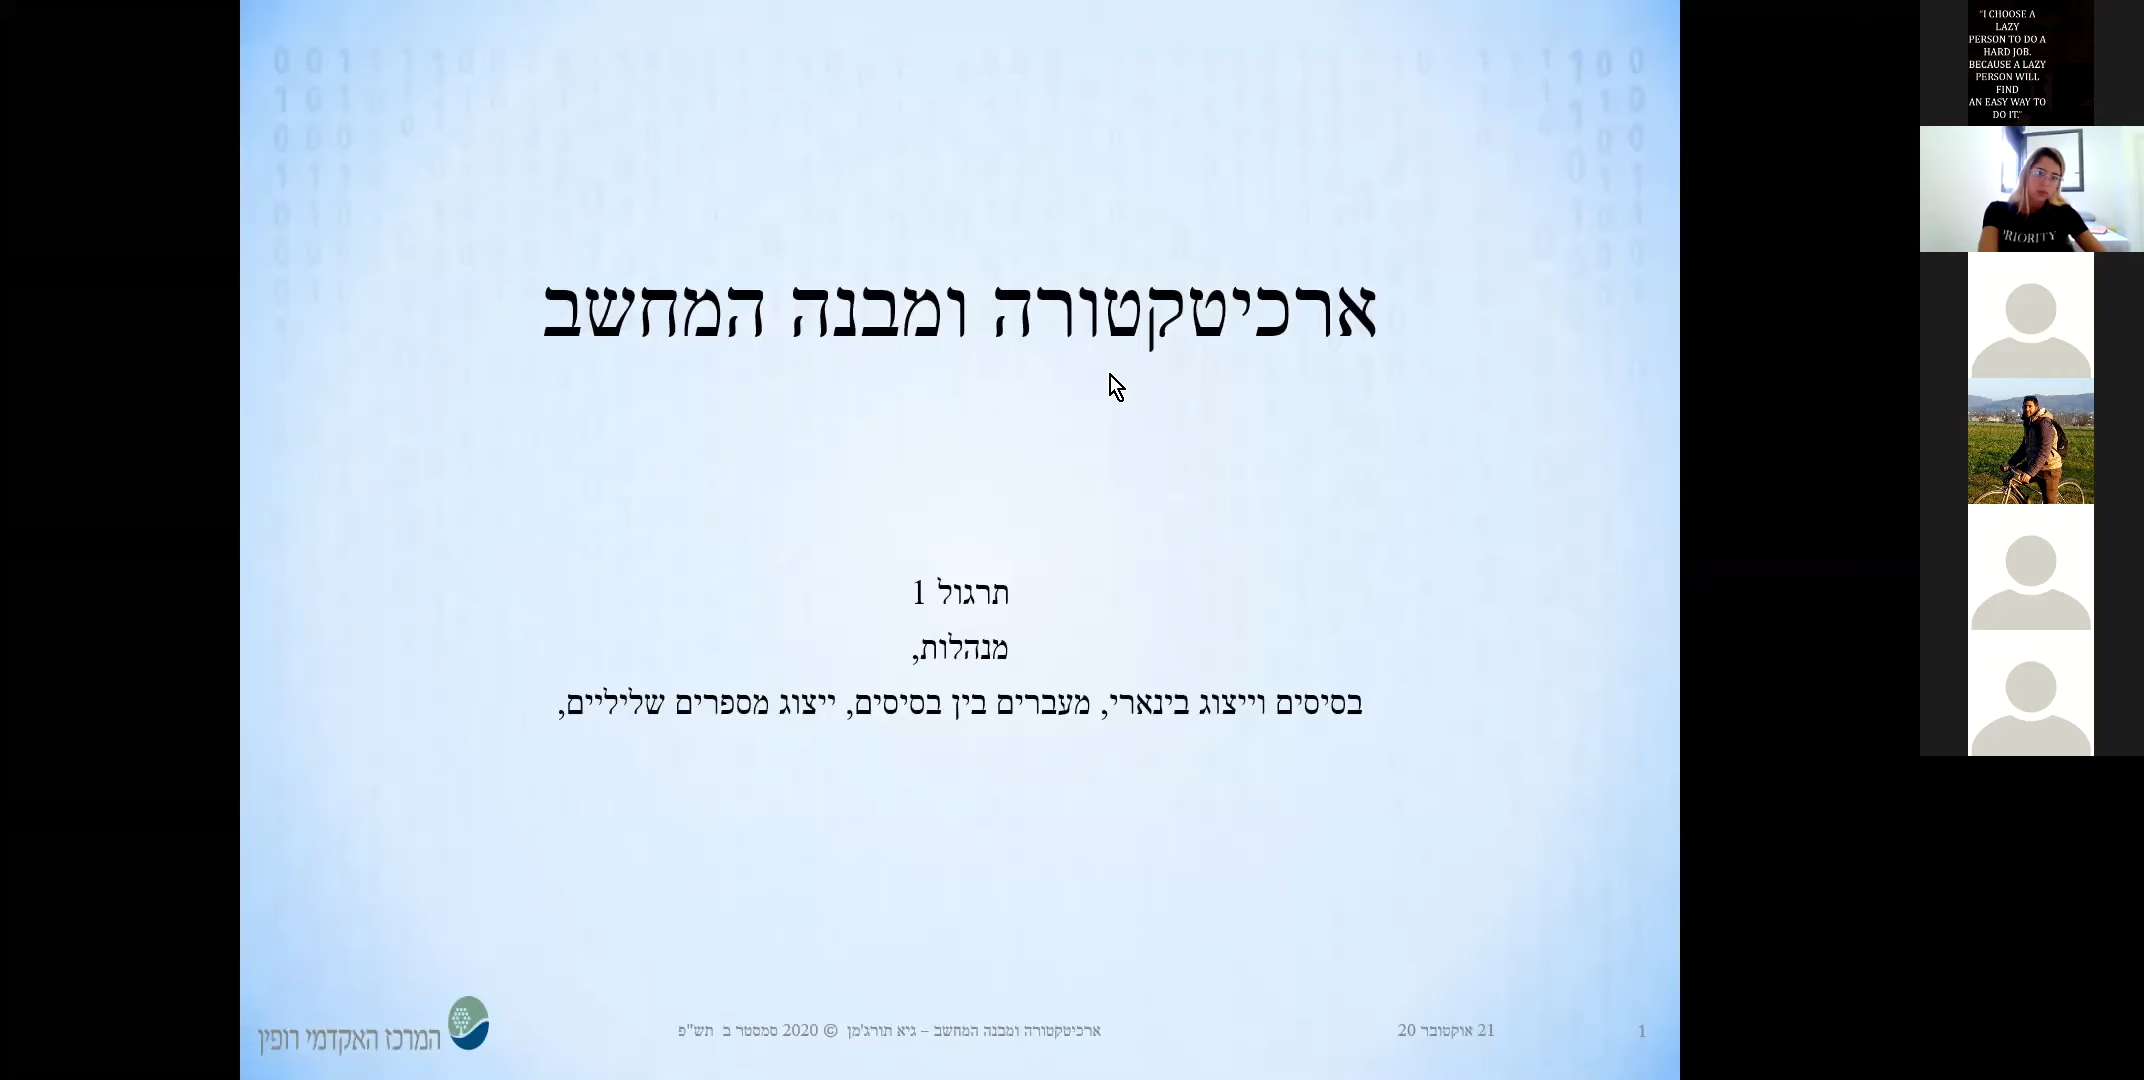 ארכיטקטורה ומבנה המחשב
תרגול 1
מנהלות,
בסיסים וייצוג בינארי, מעברים בין בסיסים, ייצוג מספרים שליליים,
המרכז האקדמי רופין
ארכיטקטורה ומבנה המחשב – גיא תורג'מן © 2020 סמסטר ב תש"פ
21 אוקטובר 20
1
"I CHOOSE A
LAZY
PERSON TO DO A
HARD JOB.
BECAUSE A LAZY
PERSON WILL
FIND
AN EASY WAY TO
DO IT."
PRIORITY